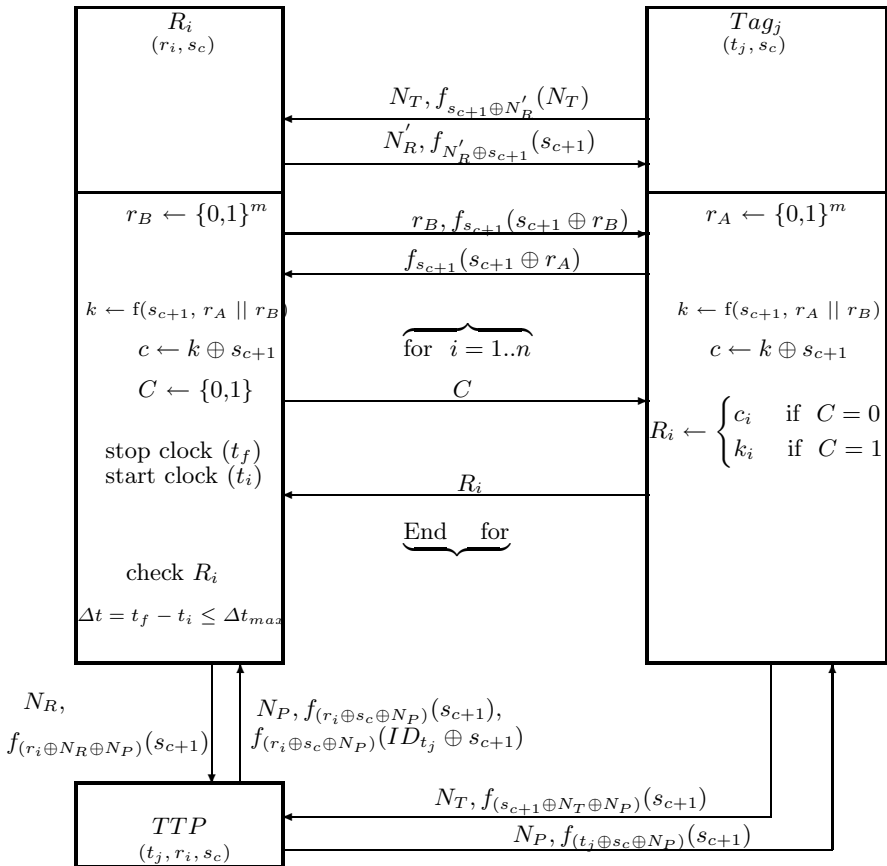 R_i
(r_i, s_c)
Tag_j
(t_j, s_c)
N_T, f_{s_{c+1}⊕N'_R}(N_T)
N'_R, f_{N'_R⊕s_{c+1}}(s_{c+1})
r_B ← {0,1}^m
r_B, f_{s_{c+1}}(s_{c+1} ⊕ r_B)
r_A ← {0,1}^m
f_{s_{c+1}}(s_{c+1} ⊕ r_A)
k ← f(s_{c+1}, r_A || r_B)
k ← f(s_{c+1}, r_A || r_B)
c ← k ⊕ s_{c+1}
for i = 1..n
c ← k ⊕ s_{c+1}
C ← {0,1}
C
R_i ← { c_i if C = 0
k_i if C = 1
stop clock (t_f)
start clock (t_i)
R_i
End for
check R_i
Δt = t_f − t_i ≤ Δt_{max}
N_R,
f_{(r_i⊕N_R⊕N_P)}(s_{c+1})
N_P, f_{(r_i⊕s_c⊕N_P)}(s_{c+1}),
f_{(r_i⊕s_c⊕N_P)}(ID_{t_j} ⊕ s_{c+1})
N_T, f_{(s_{c+1}⊕N_T⊕N_P)}(s_{c+1})
TTP
(t_j, r_i, s_c)
N_P, f_{(t_j⊕s_c⊕N_P)}(s_{c+1})